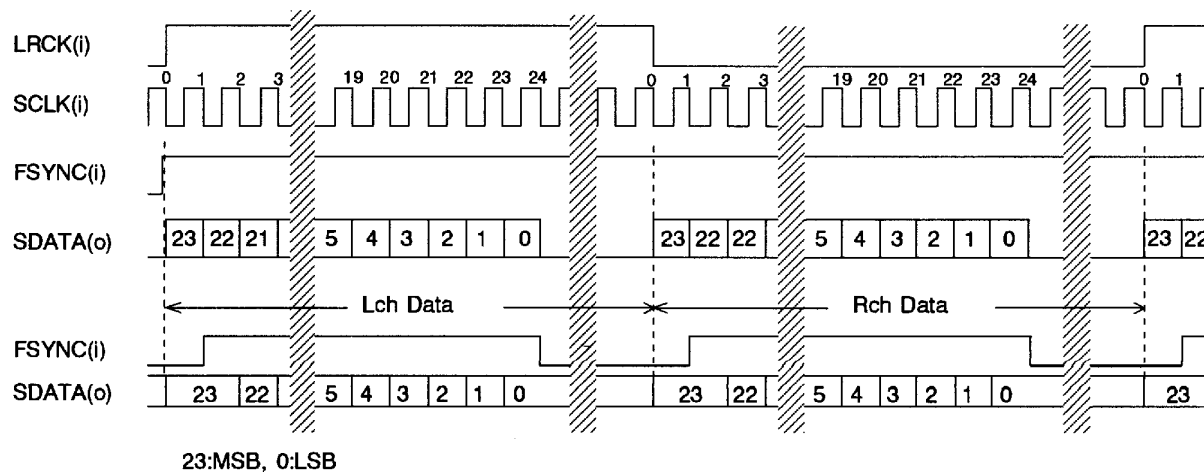 LRCK(i)
0 1 2 3 19 20 21 22 23 24 0 1 2 3 19 20 21 22 23 24 0 1
SCLK(i)
FSYNC(i)
SDATA(o) 23 22 21 5 4 3 2 1 0 23 22 22 5 4 3 2 1 0 23 22
Lch Data Rch Data
FSYNC(i)
SDATA(o) 23 22 5 4 3 2 1 0 23 22 5 4 3 2 1 0 23
23:MSB, 0:LSB